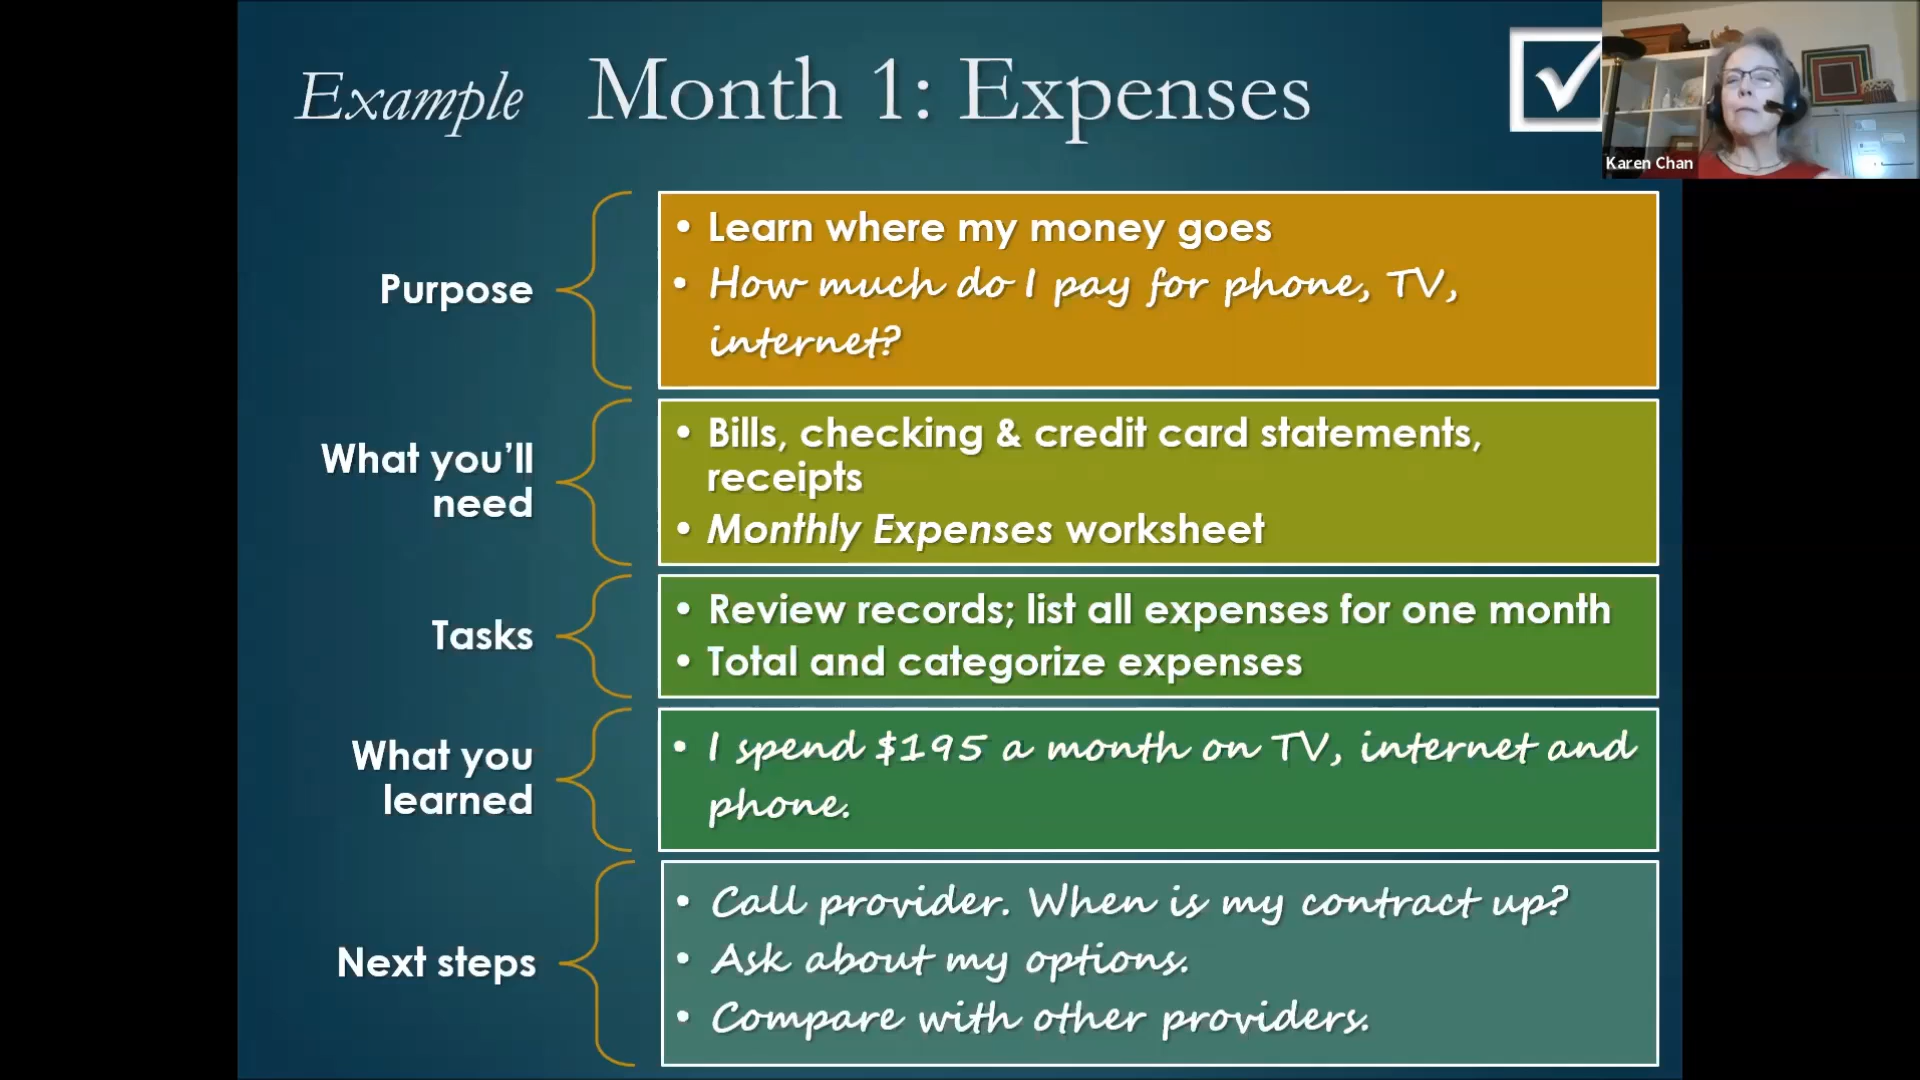 Example Month 1: Expenses
Karen Chan
Purpose
• Learn where my money goes
• How much do I pay for phone, TV,
internet?
What you’ll
need
• Bills, checking & credit card statements,
receipts
• Monthly Expenses worksheet
Tasks
• Review records; list all expenses for one month
• Total and categorize expenses
What you
learned
• I spend $195 a month on TV, internet and
phone.
Next steps
• Call provider. When is my contract up?
• Ask about my options.
• Compare with other providers.